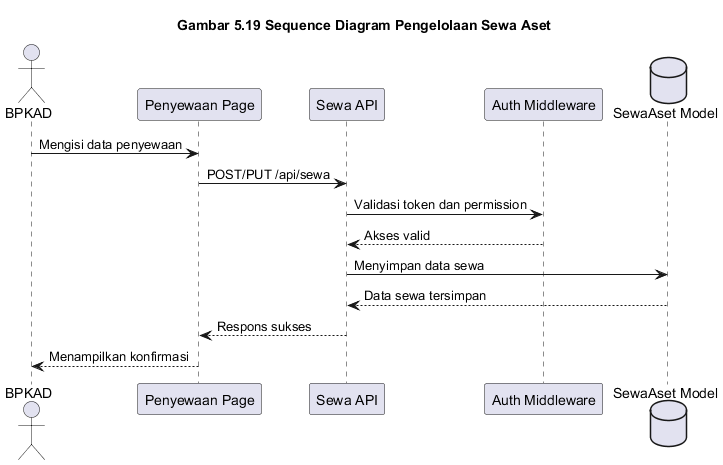 Gambar 5.19 Sequence Diagram Pengelolaan Sewa Aset
BPKAD
Penyewaan Page
Sewa API
Auth Middleware
SewaAset Model
Mengisi data penyewaan
POST/PUT /api/sewa
Validasi token dan permission
Akses valid
Menyimpan data sewa
Data sewa tersimpan
Respons sukses
Menampilkan konfirmasi
BPKAD
Penyewaan Page
Sewa API
Auth Middleware
SewaAset Model